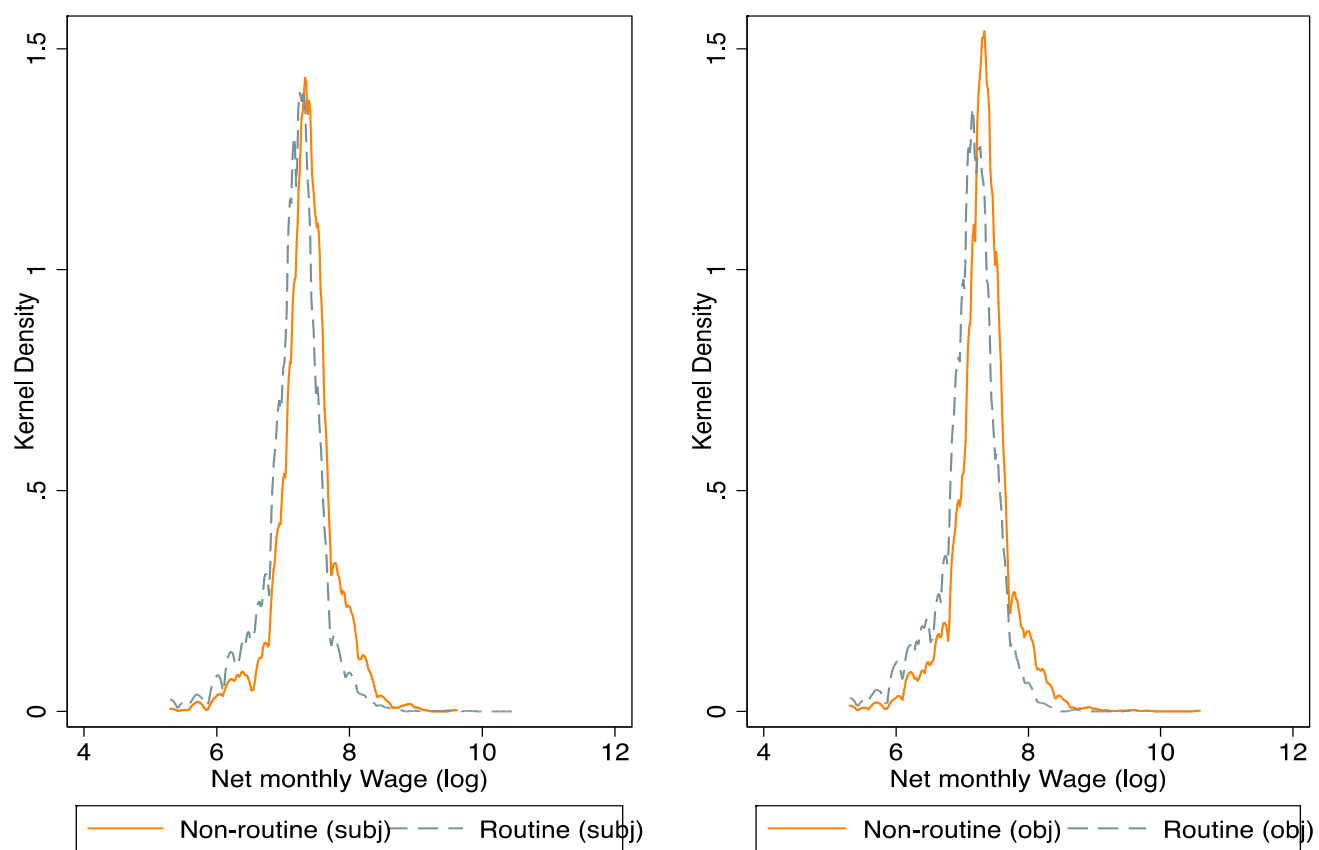 Kernel Density
1.5
1
.5
0
4 6 8 10 12
Net monthly Wage (log)
Non-routine (subj) Routine (subj)
Kernel Density
1.5
1
.5
0
4 6 8 10 12
Net monthly Wage (log)
Non-routine (obj) Routine (obj)